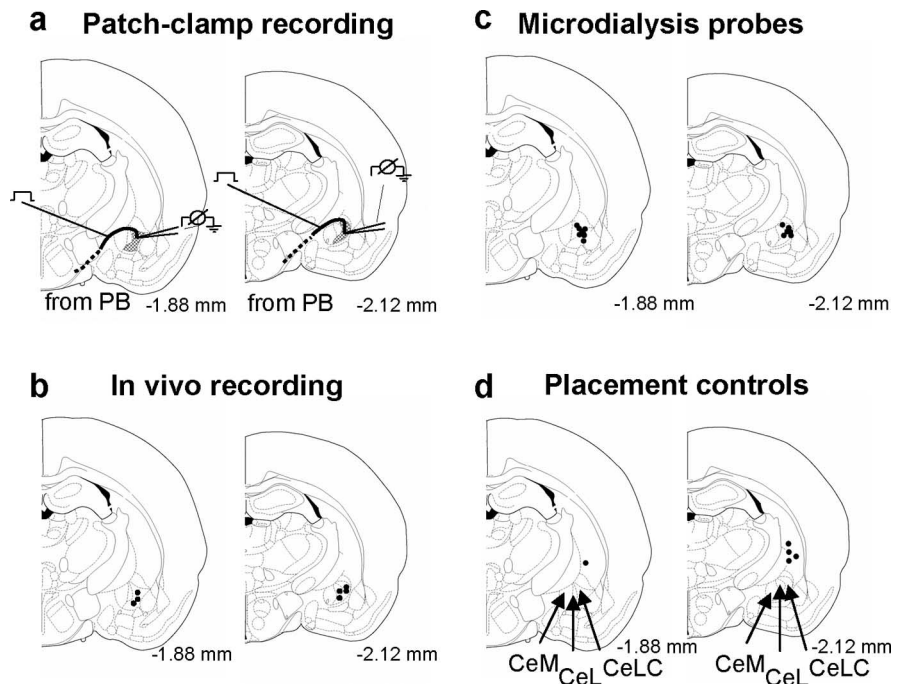 a Patch-clamp recording
from PB -1.88 mm
from PB -2.12 mm
c Microdialysis probes
-1.88 mm
-2.12 mm
b In vivo recording
-1.88 mm
-2.12 mm
d Placement controls
-1.88 mm
CeM CeL CeLC
-2.12 mm
CeM CeL CeLC